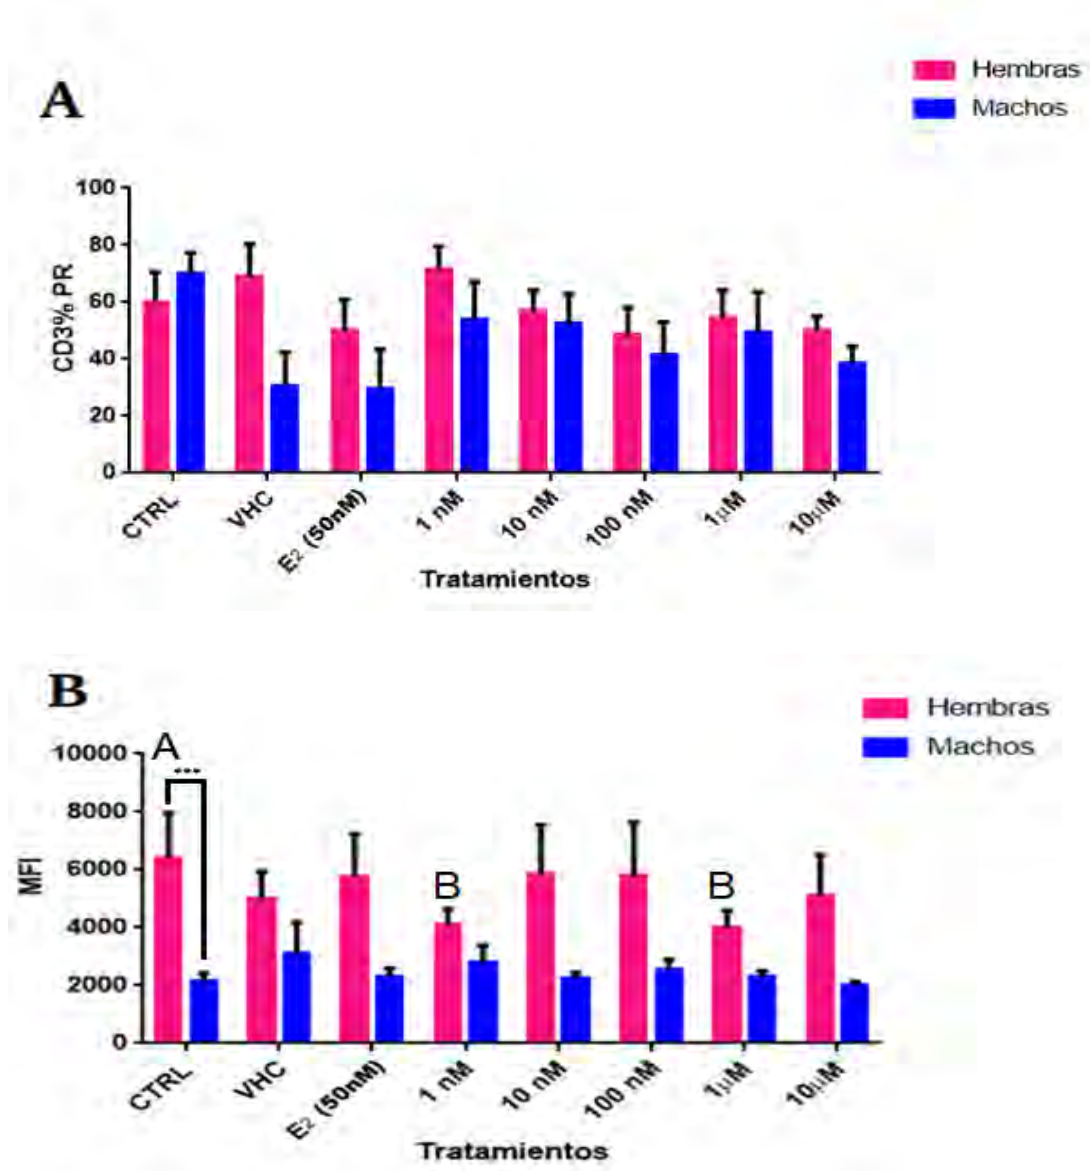 A
Hembras
Machos
100
80
60
40
20
0
CD3% PR
CTRL
VHC
E2 (50nM)
1 nM
10 nM
100 nM
1µM
10µM
Tratamientos
B
Hembras
Machos
10000
8000
6000
4000
2000
0
MFI
A
***
B
B
CTRL
VHC
E2 (50nM)
1 nM
10 nM
100 nM
1µM
10µM
Tratamientos